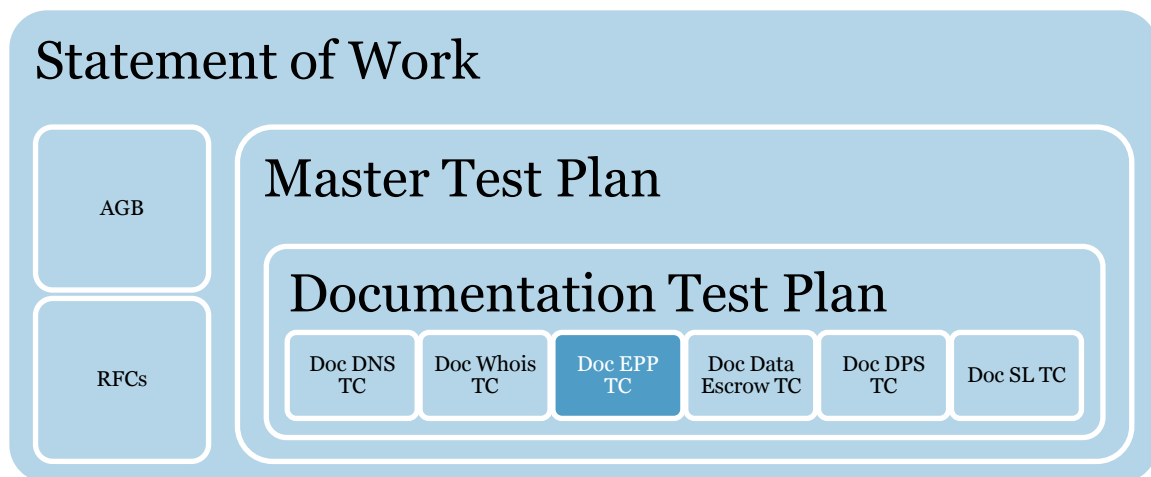 Statement of Work
AGB
RFCs
Master Test Plan
Documentation Test Plan
Doc DNS
TC
Doc Whois
TC
Doc EPP
TC
Doc Data
Escrow TC
Doc DPS
TC
Doc SL TC